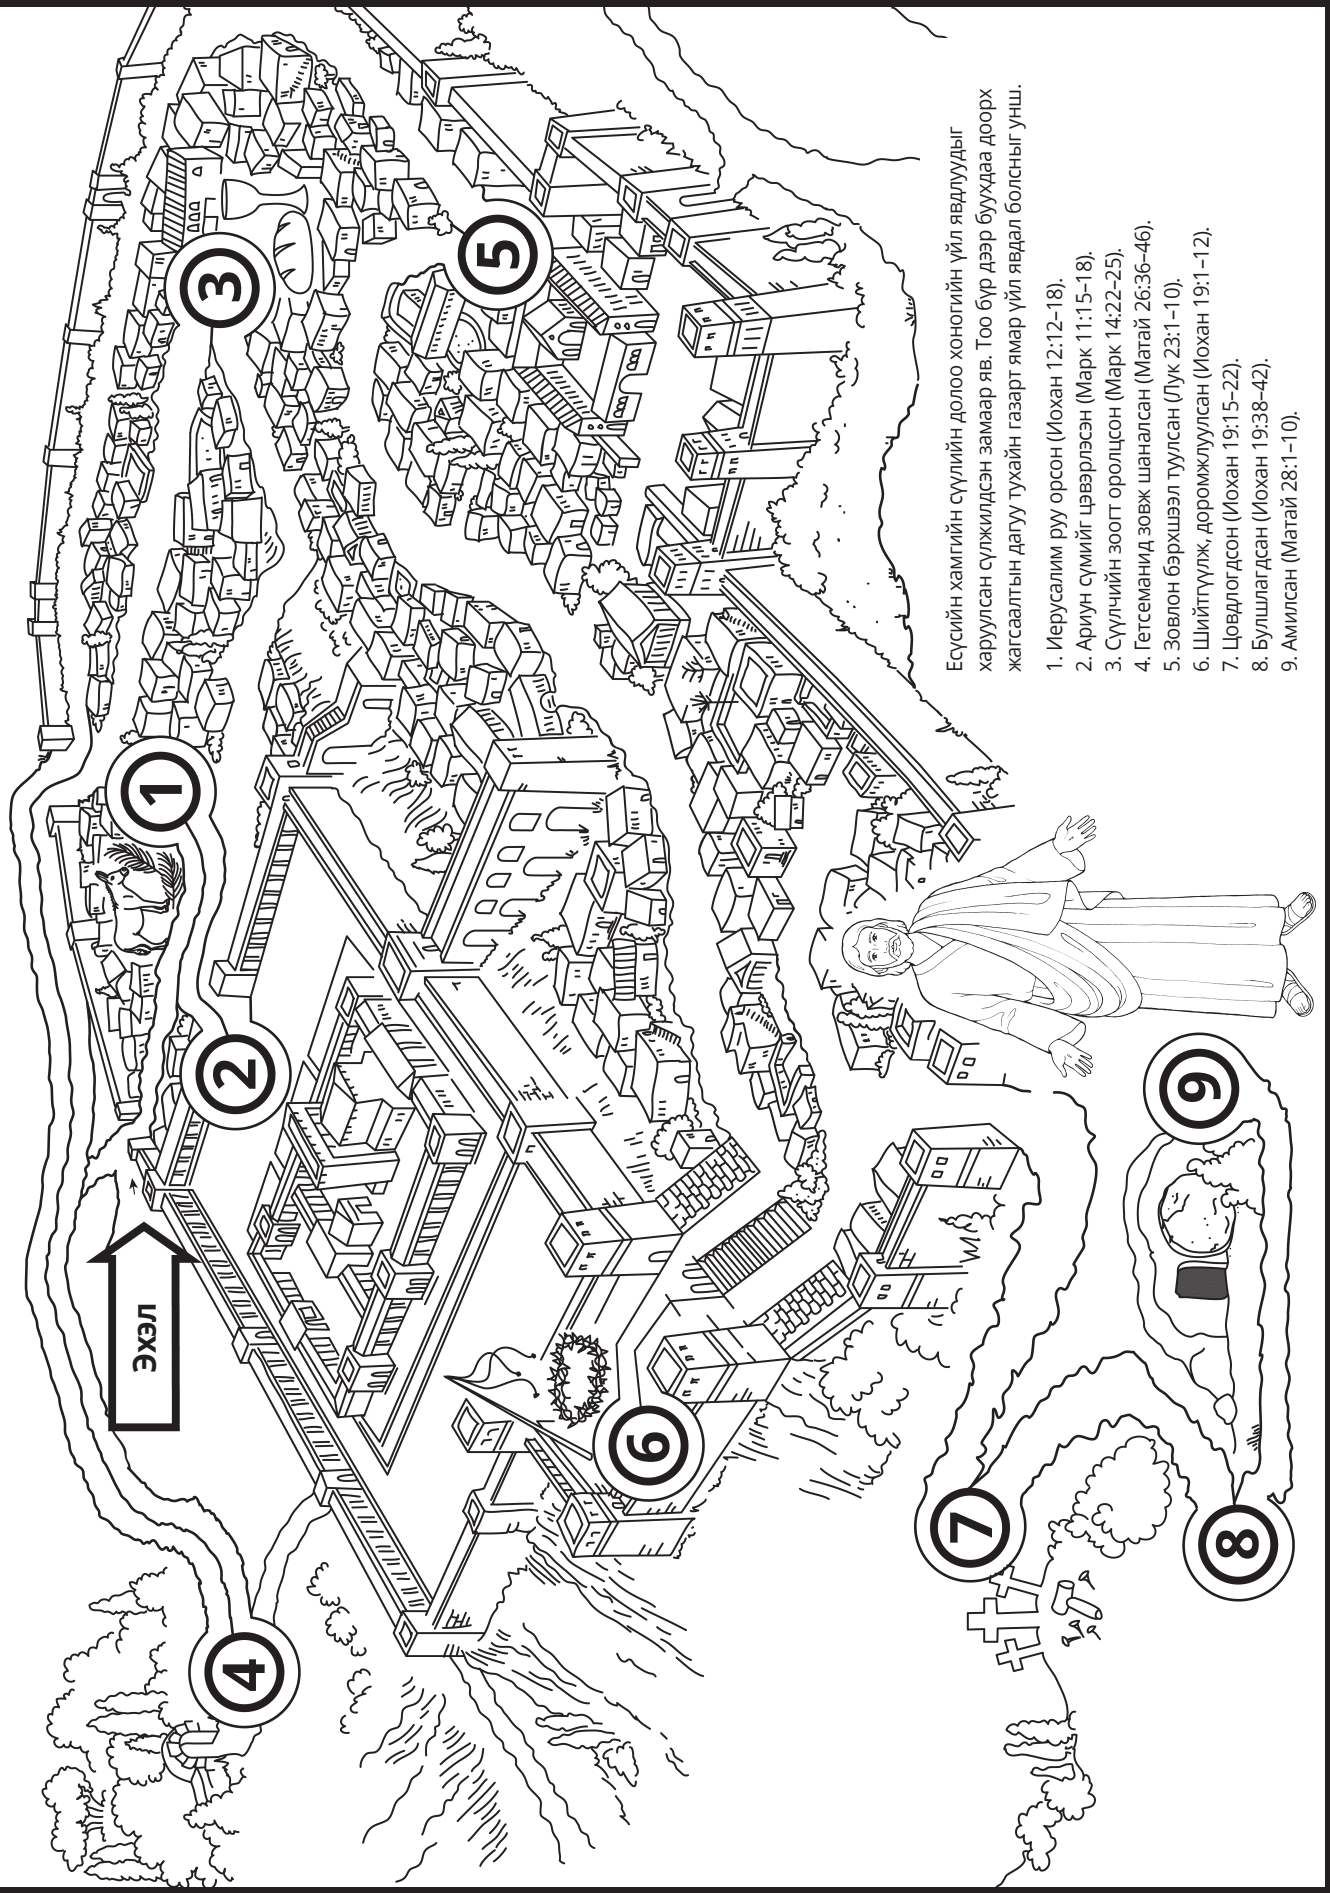 ЭХЭЛ
1
2
3
4
5
6
7
8
9
Есүсийн хамгийн сүүлийн долоо хоногийн үйл явдлуудыг
харуулсан сүлжилдсэн замаар яв. Тоо бүр дээр буухдаа доорх
жагсаалтын дагуу тухайн газарт ямар үйл явдал болсныг унш.
1. Иерусалим руу орсон (Иохан 12:12–18).
2. Ариун сүмийг цэвэрлэсэн (Марк 11:15–18).
3. Сүүлчийн зоогт оролцсон (Марк 14:22–25).
4. Гетсеманид зовж шаналсан (Матай 26:36–46).
5. Зовлон бэрхшээл туулсан (Лук 23:1–10).
6. Шийтгүүлж, доромжлуулсан (Иохан 19:1–12).
7. Цовдлогдсон (Иохан 19:15–22).
8. Булшлагдсан (Иохан 19:38–42).
9. Амилсан (Матай 28:1–10).